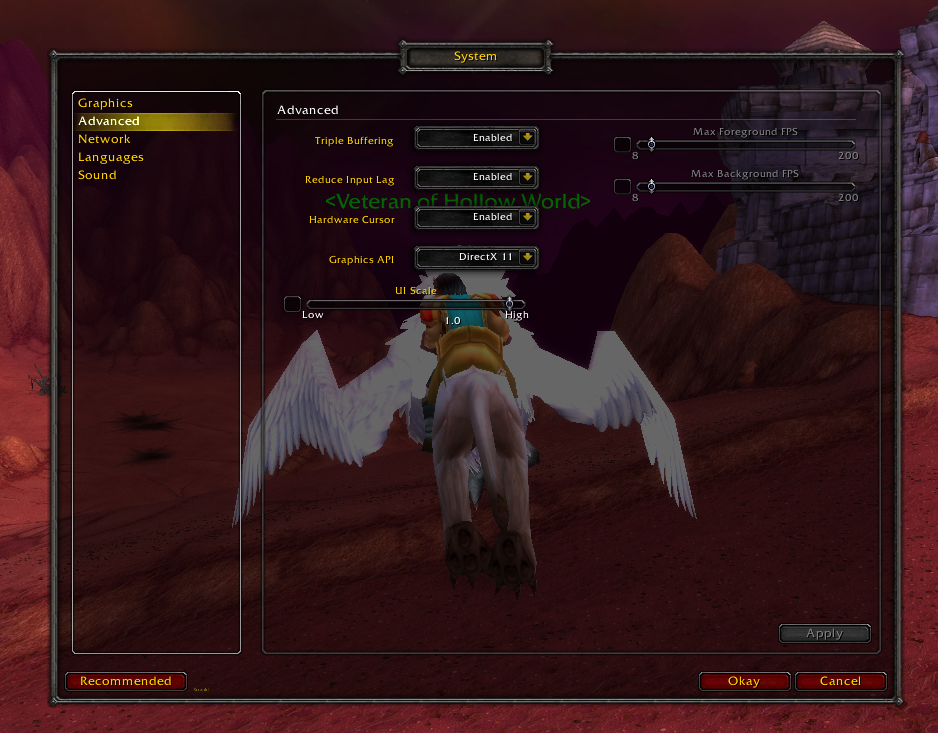 System
Graphics
Advanced
Network
Languages
Sound
Advanced
Triple Buffering
Enabled
Reduce Input Lag
Enabled
<Veteran of Hollow World>
Hardware Cursor
Enabled
Graphics API
DirectX 11
UI Scale
Low
High
1.0
Max Foreground FPS
8
200
Max Background FPS
8
200
Apply
Recommended
Okay
Cancel